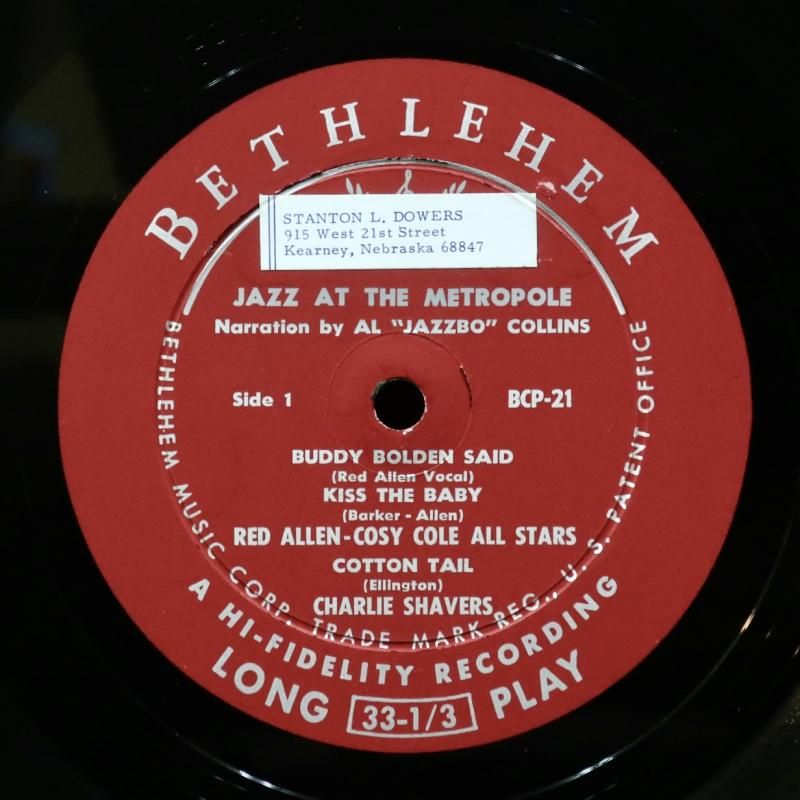 BETHLEHEM
STANTON L. DOWERS
915 West 21st Street
Kearney, Nebraska 68847
JAZZ AT THE METROPOLE
Narration by AL "JAZZBO" COLLINS
Side 1
BCP-21
BUDDY BOLDEN SAID
(Red Allen Vocal)
KISS THE BABY
(Barker - Allen)
RED ALLEN-COSY COLE ALL STARS
COTTON TAIL
(Ellington)
CHARLIE SHAVERS
BETHLEHEM MUSIC CORP. TRADE MARK REG., U. S. PATENT OFFICE
A HI-FIDELITY RECORDING
LONG 33-1/3 PLAY